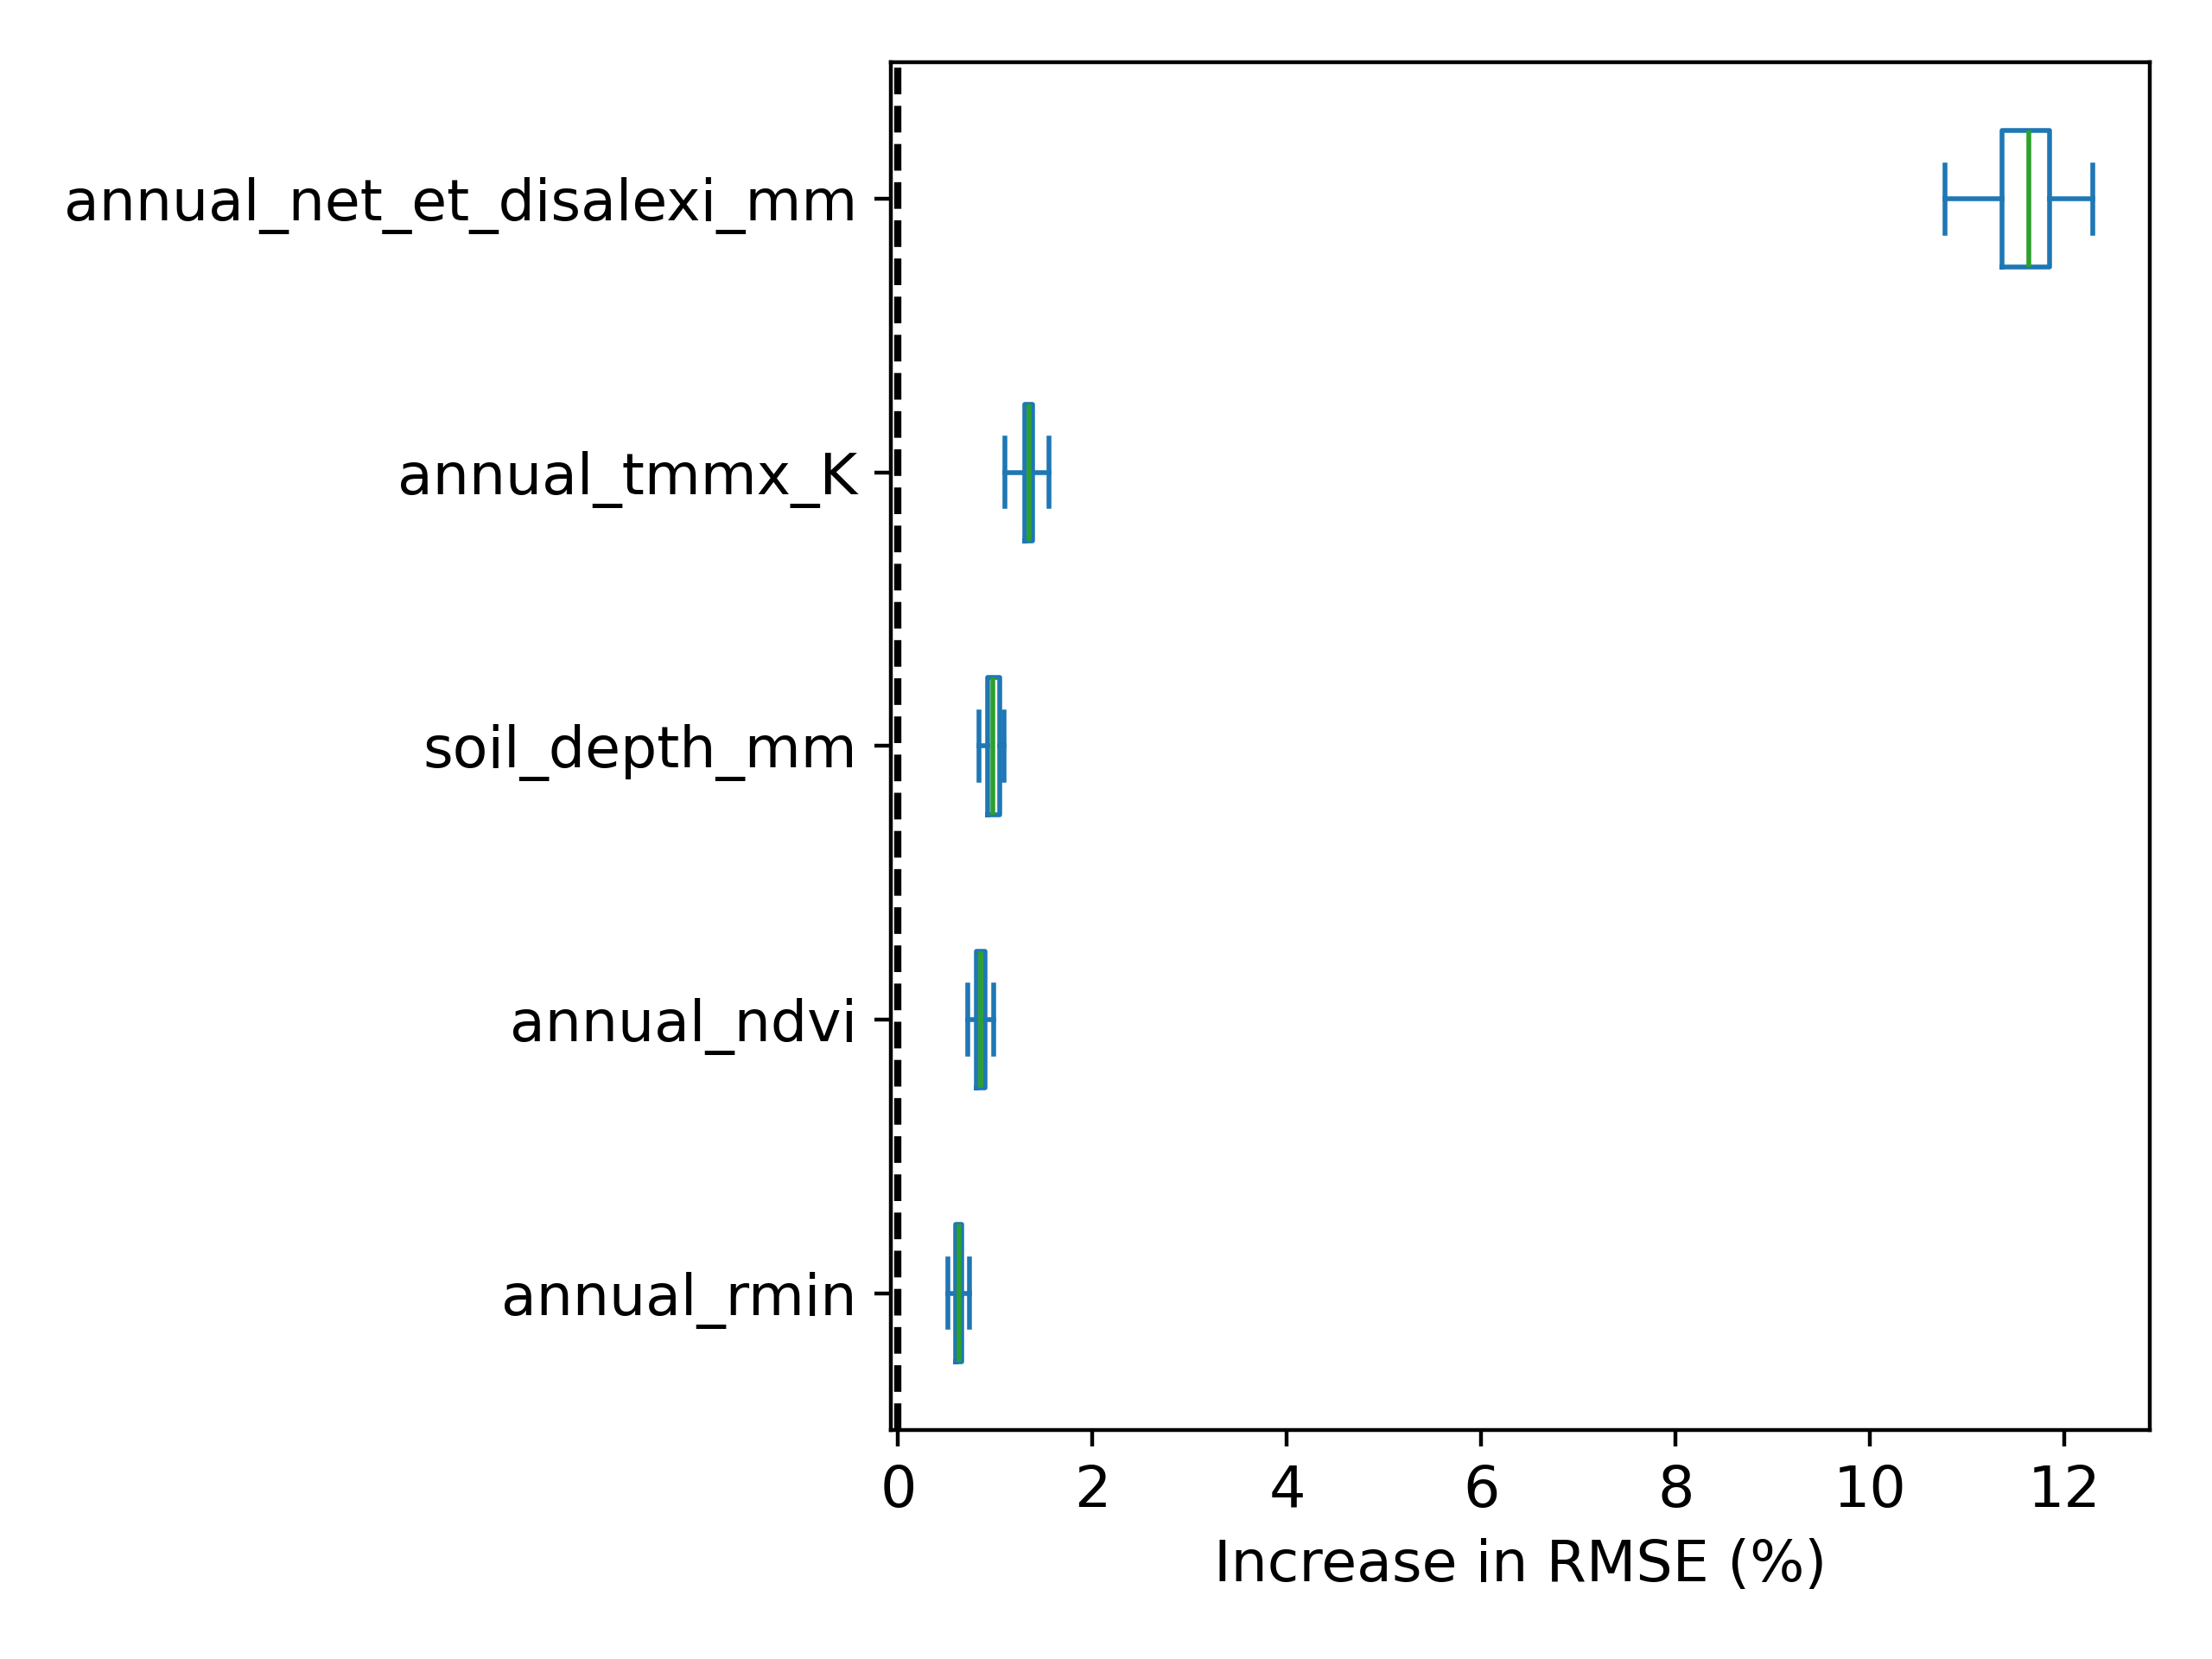 annual_net_et_disalexi_mm
annual_tmmx_K
soil_depth_mm
annual_ndvi
annual_rmin
0 2 4 6 8 10 12
Increase in RMSE (%)